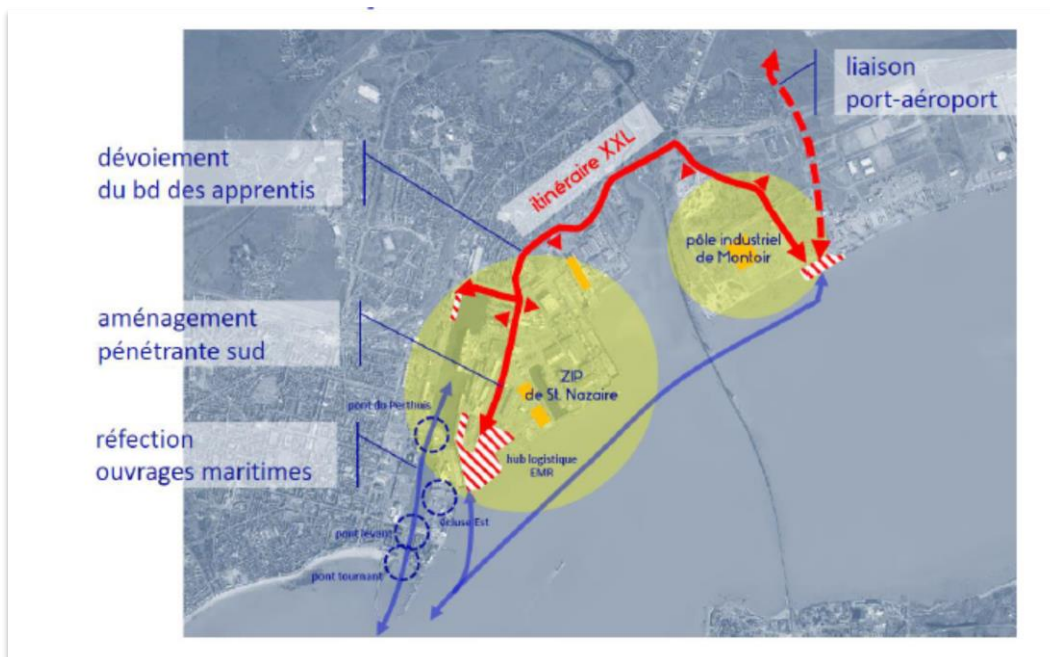 liaison
port-aéroport
itinéraire XXL
dévoiement
du bd des apprentis
pôle industriel
de Montoir
aménagement
pénétrante sud
ZIP
de St. Nazaire
pont du Perthuis
réfection
ouvrages maritimes
hub logistique
EMR
écluse Est
pont levant
pont tournant